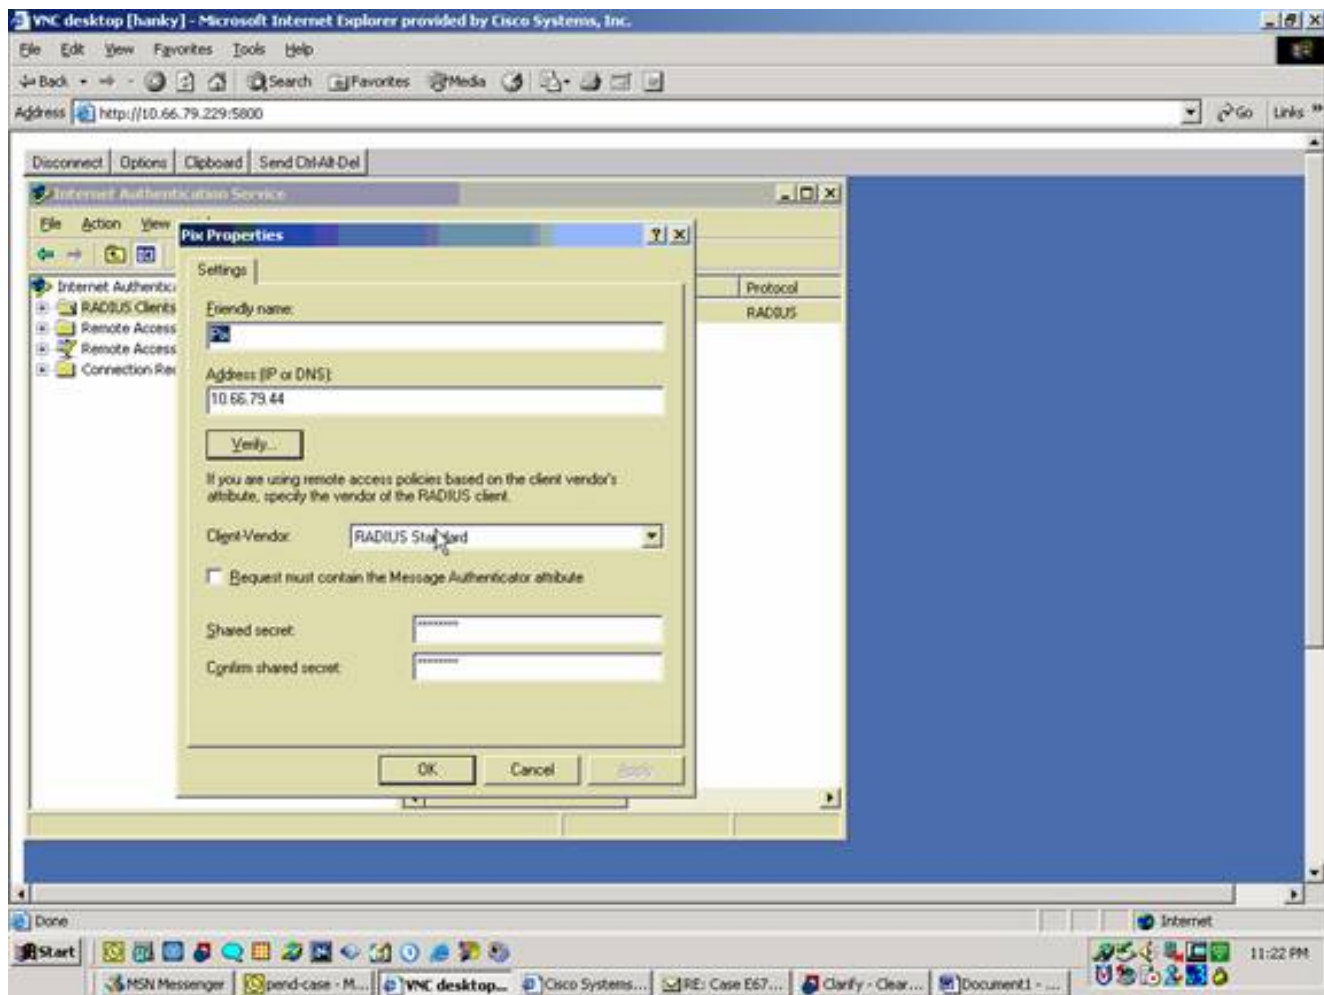 VNC desktop [hanky] - Microsoft Internet Explorer provided by Cisco Systems, Inc.
File Edit View Favorites Tools Help
Back Search Favorites Media
Address http://10.66.79.229:5800 Go Links »
Disconnect Options Clipboard Send Ctrl-Alt-Del
Internet Authentication Service
File Action View
Pix Properties
Settings
Internet Authentica
RADIUS Clients
Remote Access
Remote Access
Connection Req
Protocol
RADIUS
Friendly name:
Pix
Address (IP or DNS):
10.66.79.44
Verify...
If you are using remote access policies based on the client vendor's
attribute, specify the vendor of the RADIUS client.
Client-Vendor: RADIUS Standard
Request must contain the Message Authenticator attribute
Shared secret: ********
Confirm shared secret: ********
OK Cancel Apply
Done Internet
Start 11:22 PM
MSN Messenger pend-case - M... VNC desktop... Cisco Systems... RE: Case E67... Clarify - Clear... Document1 - ...